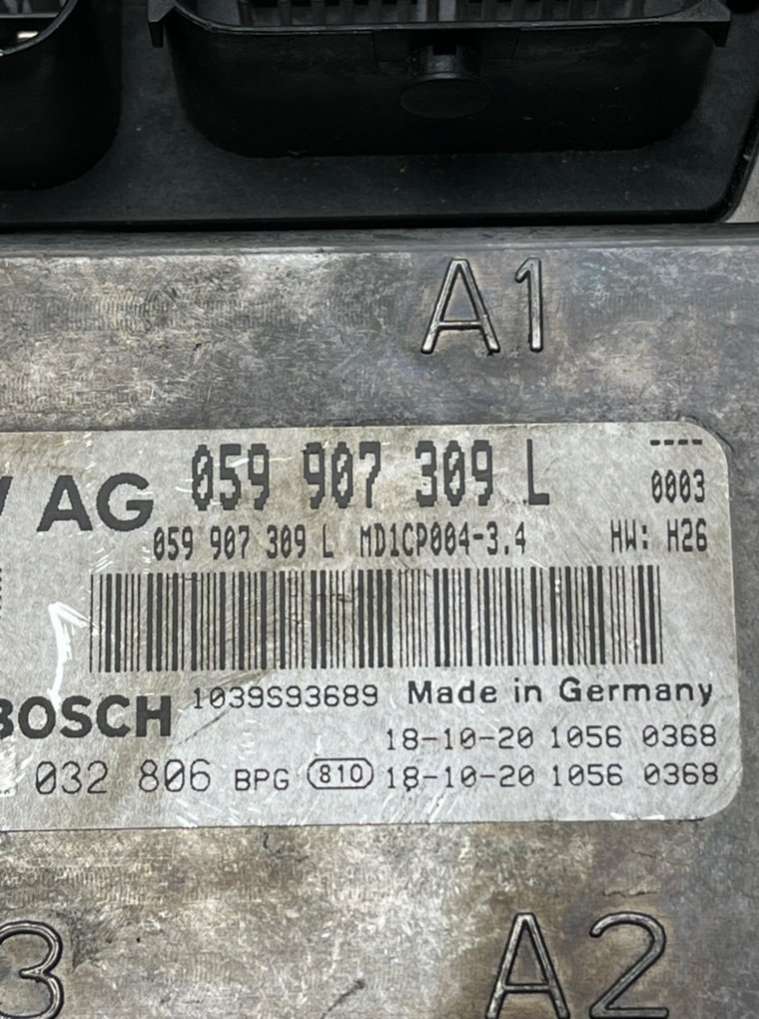 A1
AG 059 907 309 L
----
0003
059 907 309 L MD1CP004-3.4 HW: H26
BOSCH 1039S93689 Made in Germany
18-10-20 1056 0368
032 806 BPG 810 18-10-20 1056 0368
3 A2